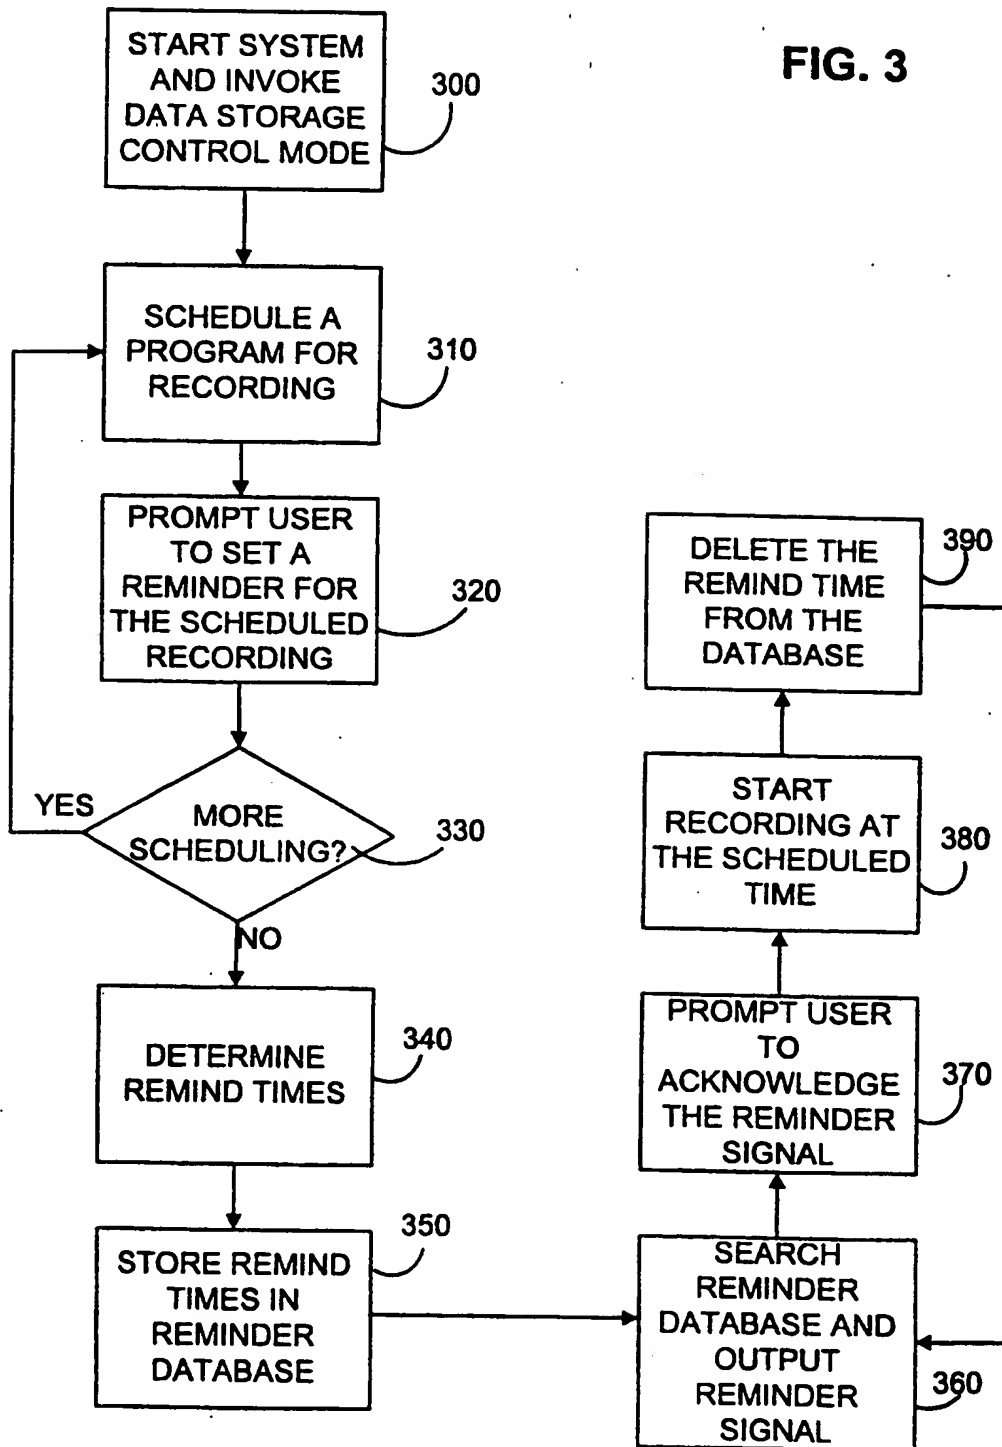 FIG. 3
START SYSTEM
AND INVOKE
DATA STORAGE
CONTROL MODE
300
SCHEDULE A
PROGRAM FOR
RECORDING
310
PROMPT USER
TO SET A
REMINDER FOR
THE SCHEDULED
RECORDING
320
YES
MORE
SCHEDULING?
330
NO
DETERMINE
REMIND TIMES
340
STORE REMIND
TIMES IN
REMINDER
DATABASE
350
SEARCH
REMINDER
DATABASE AND
OUTPUT
REMINDER
SIGNAL
360
PROMPT USER
TO
ACKNOWLEDGE
THE REMINDER
SIGNAL
370
START
RECORDING AT
THE SCHEDULED
TIME
380
DELETE THE
REMIND TIME
FROM THE
DATABASE
390